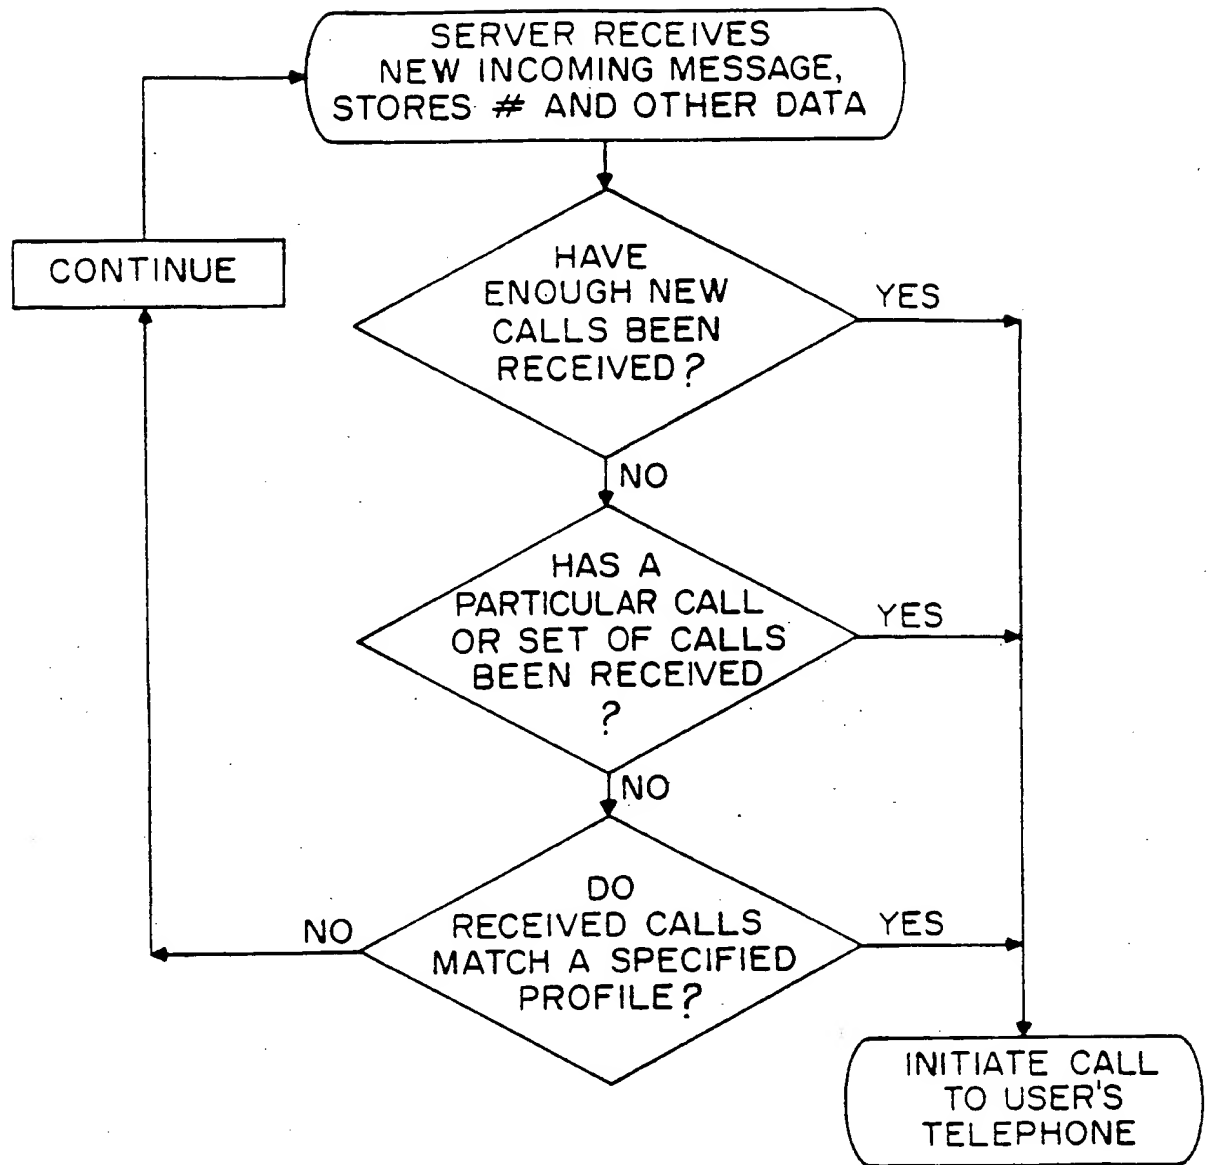 SERVER RECEIVES
NEW INCOMING MESSAGE,
STORES # AND OTHER DATA
CONTINUE
HAVE
ENOUGH NEW
CALLS BEEN
RECEIVED?
YES
NO
HAS A
PARTICULAR CALL
OR SET OF CALLS
BEEN RECEIVED
?
YES
NO
DO
RECEIVED CALLS
MATCH A SPECIFIED
PROFILE?
NO
YES
INITIATE CALL
TO USER'S
TELEPHONE